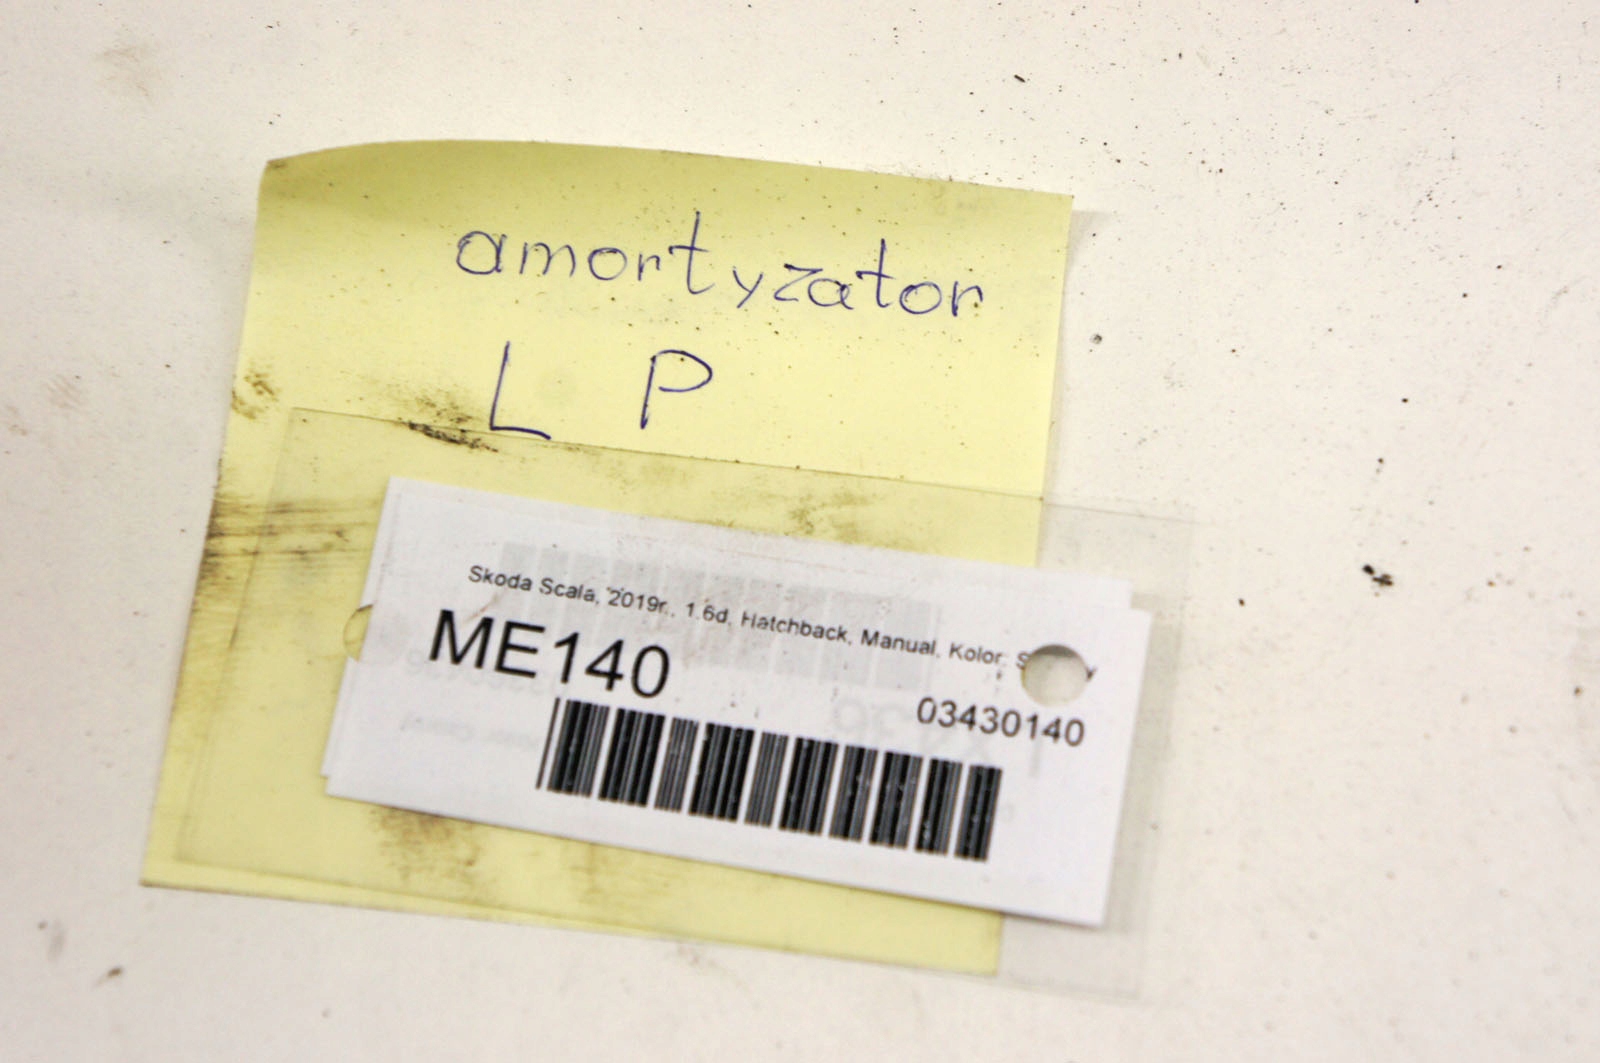 amortyzator
L P
Skoda Scala, 2019r., 1.6d, Hatchback, Manual, Kolor:
ME140
03430140